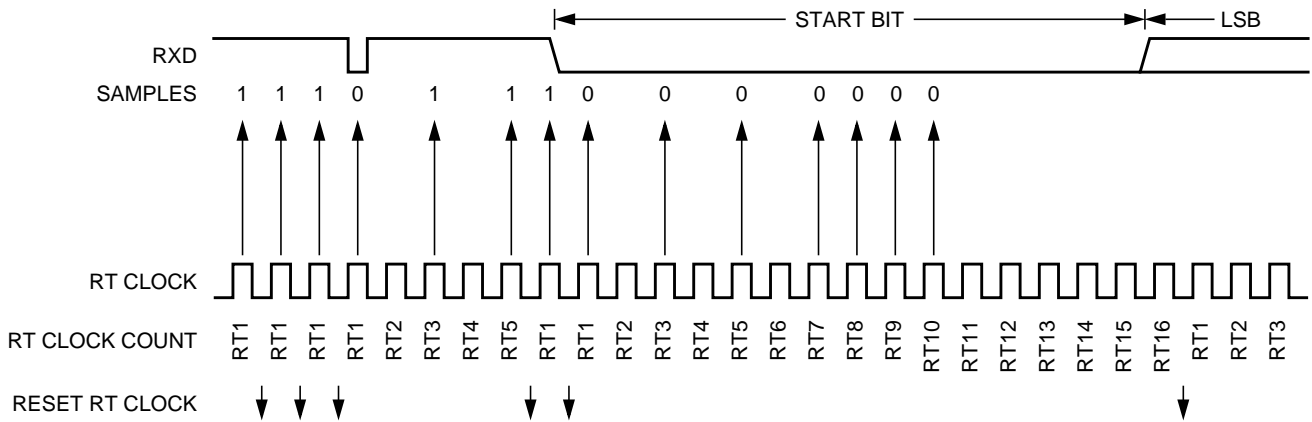 START BIT LSB
RXD
SAMPLES 1 1 1 0 1 1 1 0 0 0 0 0 0 0
RT CLOCK
RT CLOCK COUNT RT1 RT1 RT1 RT1 RT2 RT3 RT4 RT5 RT1 RT1 RT2 RT3 RT4 RT5 RT6 RT7 RT8 RT9 RT10 RT11 RT12 RT13 RT14 RT15 RT16 RT1 RT2 RT3
RESET RT CLOCK